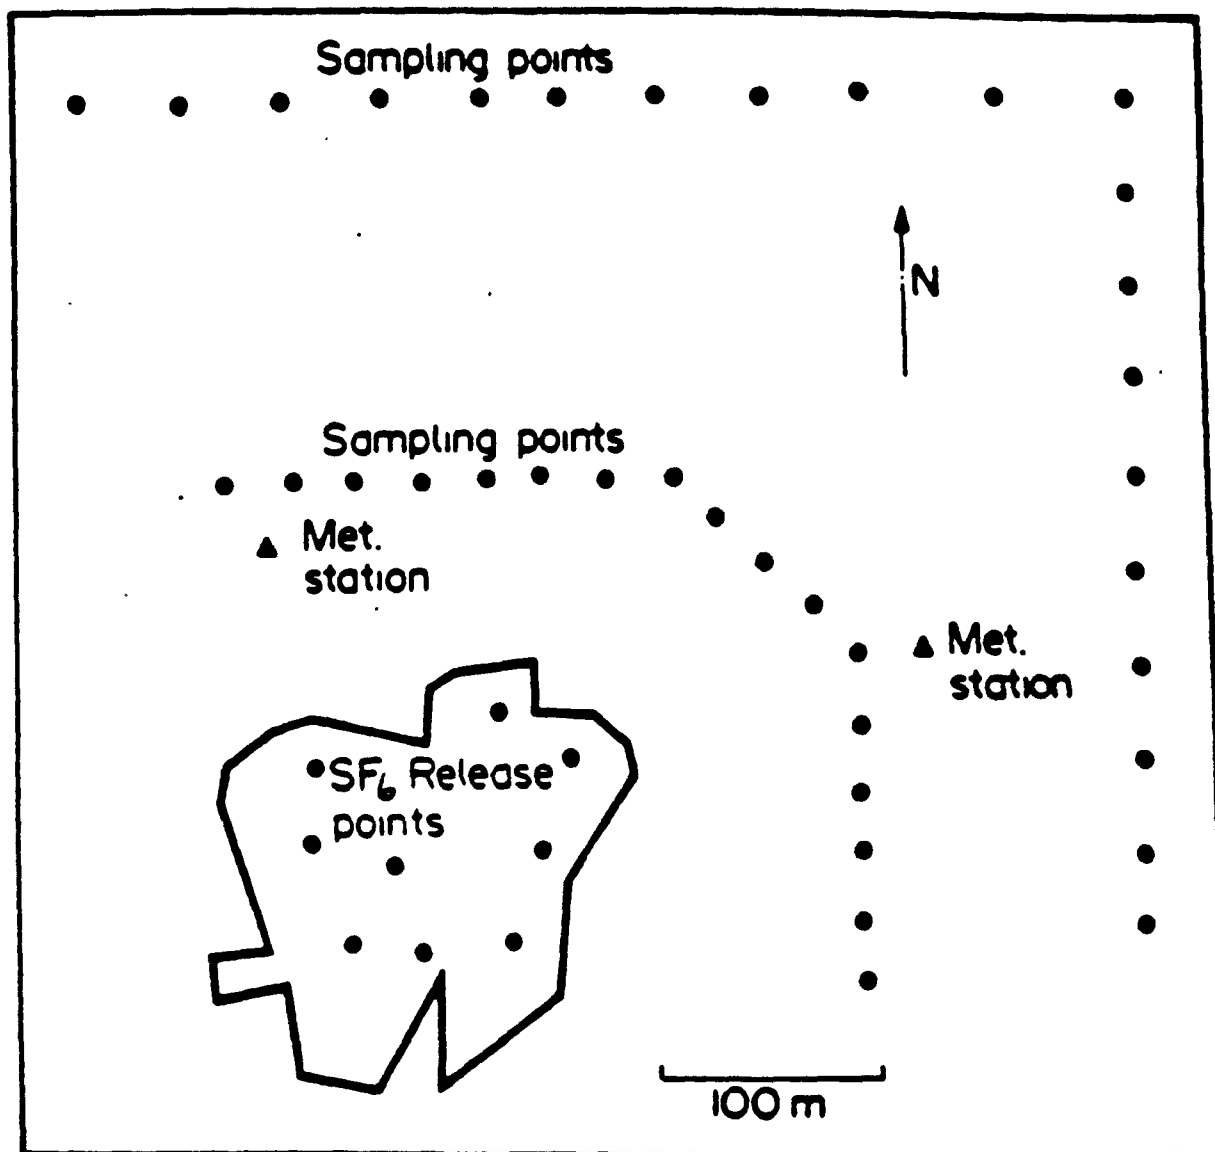 Sampling points
N
Sampling points
Met.
station
Met.
station
SF6 Release
points
100 m